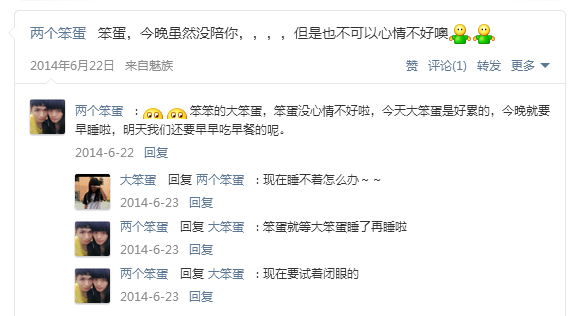 两个笨蛋 笨蛋，今晚虽然没陪你，，，，但是也不可以心情不好噢
2014年6月22日 来自魅族 赞 评论(1) 转发 更多
两个笨蛋 ：笨笨的大笨蛋，笨蛋没心情不好啦，今天大笨蛋是好累的，今晚就要
早睡啦，明天我们还要早早吃早餐的呢。
2014-6-22 回复
大笨蛋 回复 两个笨蛋 ：现在睡不着怎么办～～
2014-6-23 回复
两个笨蛋 回复 大笨蛋 ：笨蛋就等大笨蛋睡了再睡啦
2014-6-23 回复
两个笨蛋 回复 大笨蛋 ：现在要试着闭眼的
2014-6-23 回复